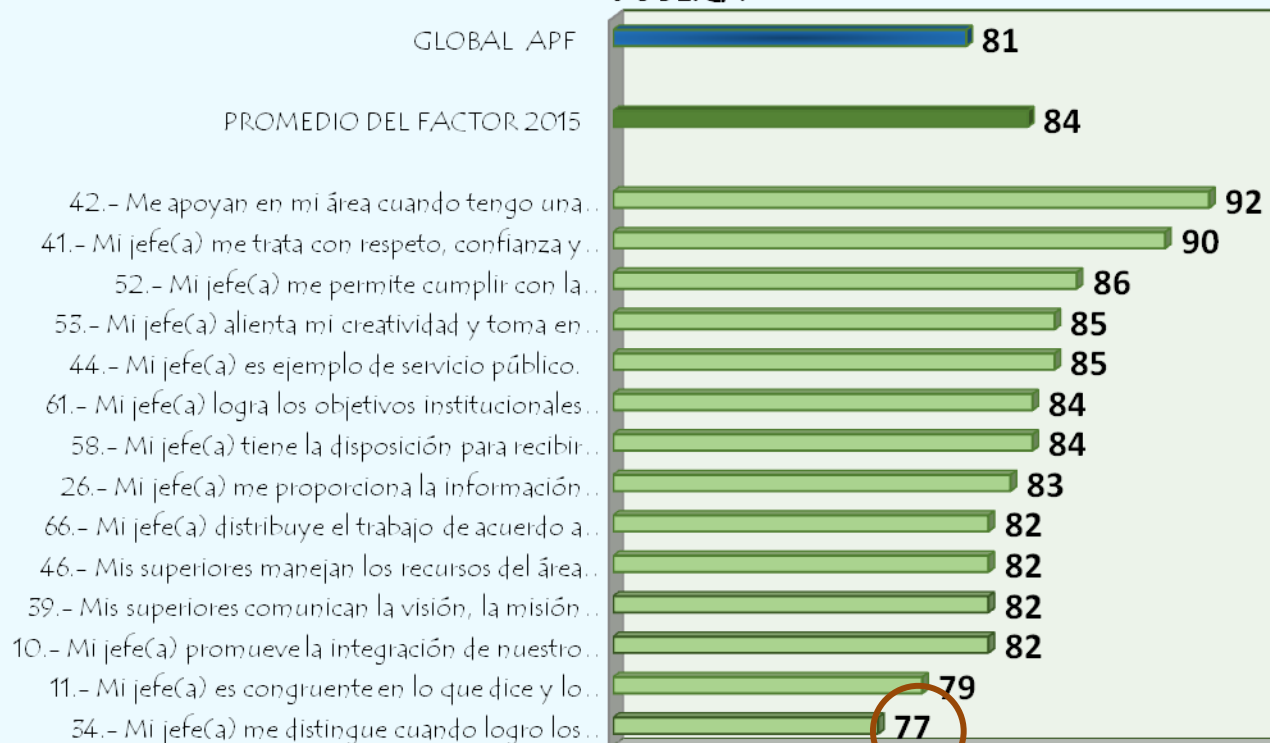 GLOBAL APF 81
PROMEDIO DEL FACTOR 2015 84
42.- Me apoyan en mi área cuando tengo una.. 92
41.- Mi jefe(a) me trata con respeto, confianza y.. 90
52.- Mi jefe(a) me permite cumplir con la.. 86
53.- Mi jefe(a) alienta mi creatividad y toma en.. 85
44.- Mi jefe(a) es ejemplo de servicio público. 85
61.- Mi jefe(a) logra los objetivos institucionales.. 84
58.- Mi jefe(a) tiene la disposición para recibir.. 84
26.- Mi jefe(a) me proporciona la información.. 83
66.- Mi jefe(a) distribuye el trabajo de acuerdo a.. 82
46.- Mis superiores manejan los recursos del área.. 82
39.- Mis superiores comunican la visión, la misión.. 82
10.- Mi jefe(a) promueve la integración de nuestro.. 82
11.- Mi jefe(a) es congruente en lo que dice y lo.. 79
34.- Mi jefe(a) me distingue cuando logro los.. 77